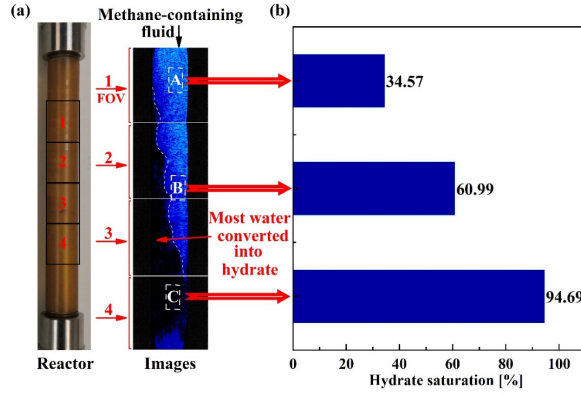 (a)
Methane-containing
fluid
(b)
1
FOV
A
34.57
1
2
2
B
60.99
3
3
Most water
converted
into
hydrate
4
4
C
94.69
0
20
40
60
80
100
Reactor
Images
Hydrate saturation [%]